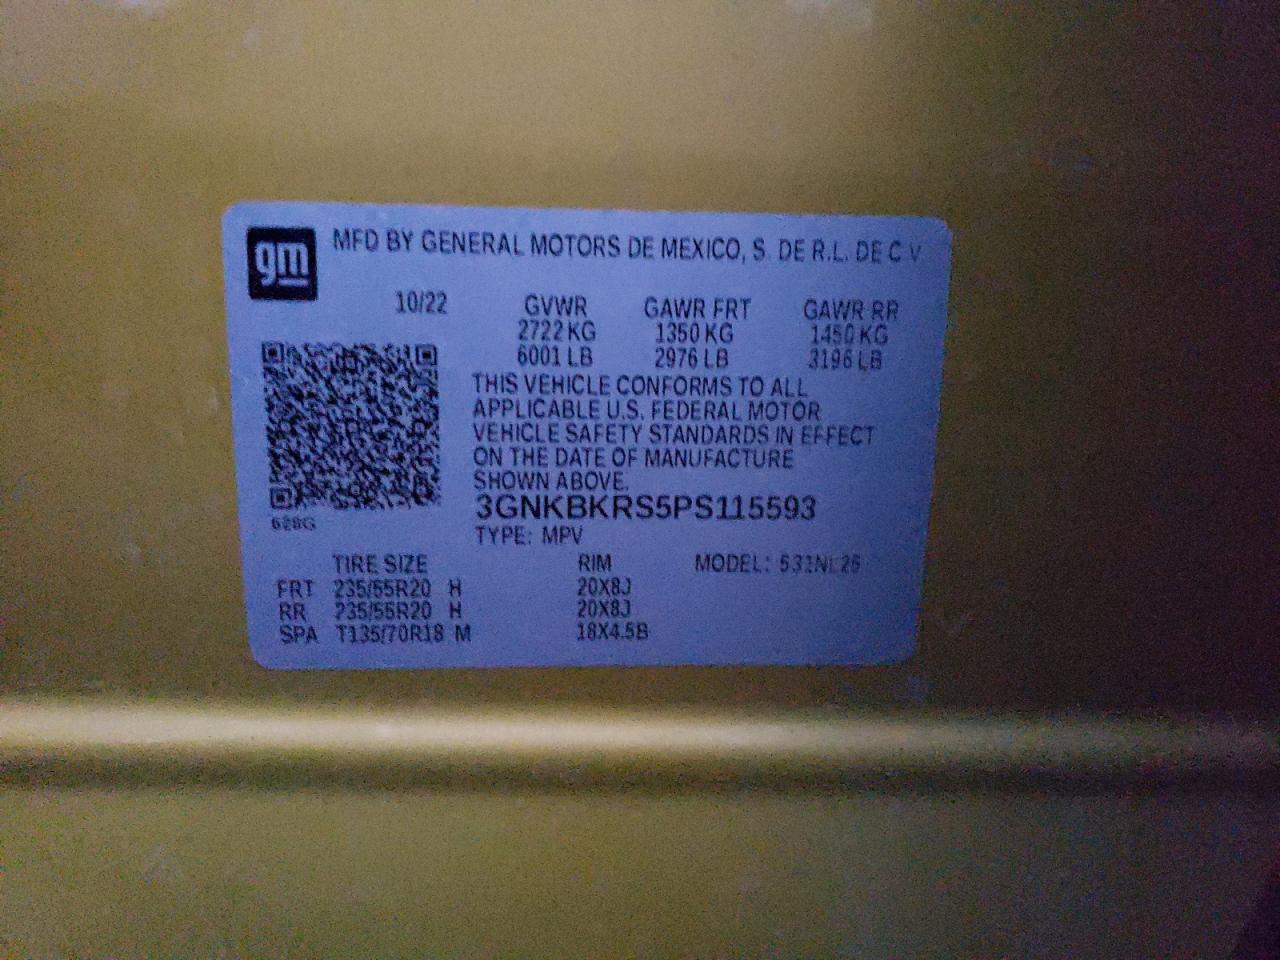 gm MFD BY GENERAL MOTORS DE MEXICO, S. DE R.L. DE C V
10/22 GVWR GAWR FRT GAWR RR
2722 KG 1350 KG 1450 KG
6001 LB 2976 LB 3196 LB
THIS VEHICLE CONFORMS TO ALL
APPLICABLE U.S. FEDERAL MOTOR
VEHICLE SAFETY STANDARDS IN EFFECT
ON THE DATE OF MANUFACTURE
SHOWN ABOVE.
3GNKBKRS5PS115593
TYPE: MPV
TIRE SIZE RIM MODEL:
FRT 235/55R20 H 20X8J
RR 235/55R20 H 20X8J
SPA T135/70R18 M 18X4.5B